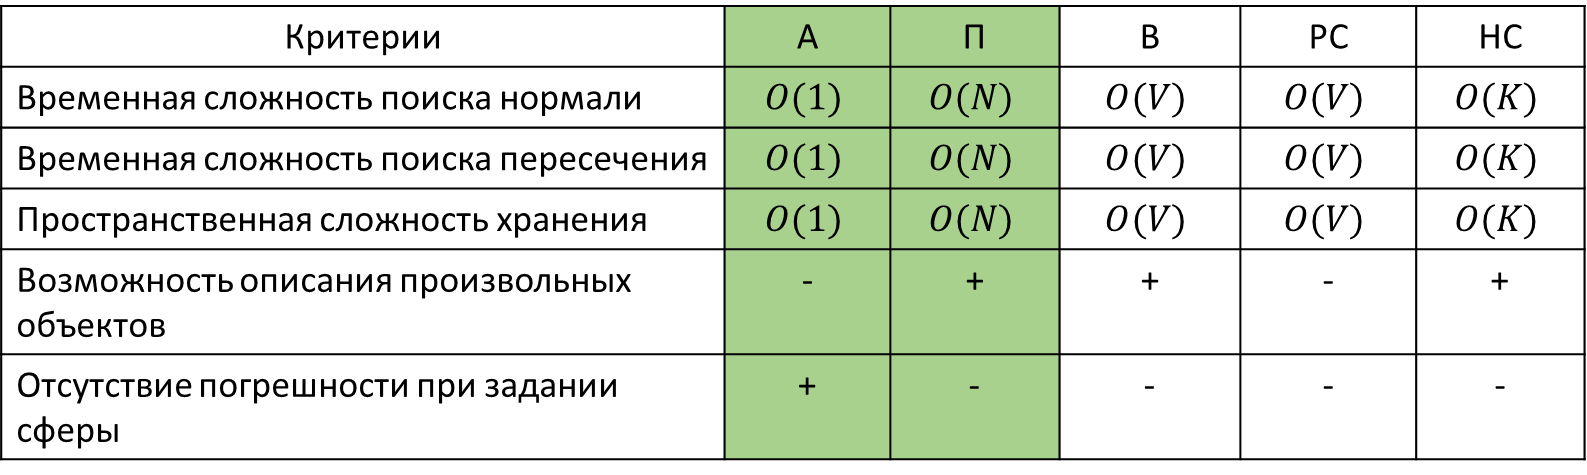 Критерии А П В РС НС
Временная сложность поиска нормали O(1) O(N) O(V) O(V) O(K)
Временная сложность поиска пересечения O(1) O(N) O(V) O(V) O(K)
Пространственная сложность хранения O(1) O(N) O(V) O(V) O(K)
Возможность описания произвольных - + + - +
объектов
Отсутствие погрешности при задании + - - - -
сферы